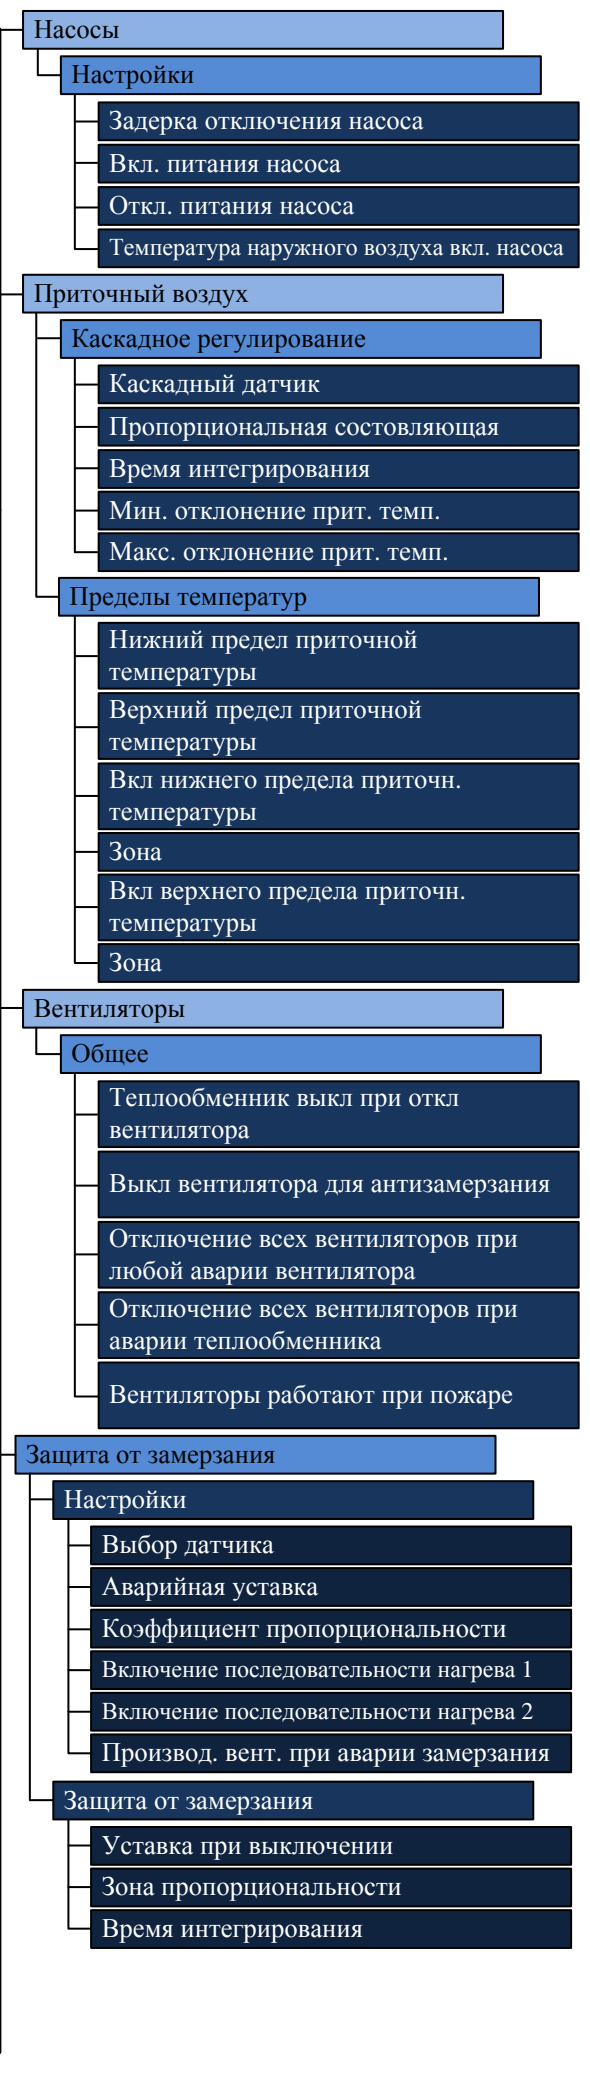 Насосы
Настройки
Задерка отключения насоса
Вкл. питания насоса
Откл. питания насоса
Температура наружного воздуха вкл. насоса
Приточный воздух
Каскадное регулирование
Каскадный датчик
Пропорциональная состовляющая
Время интегрирования
Мин. отклонение прит. темп.
Макс. отклонение прит. темп.
Пределы температур
Нижний предел приточной
температуры
Верхний предел приточной
температуры
Вкл нижнего предела приточн.
температуры
Зона
Вкл верхнего предела приточн.
температуры
Зона
Вентиляторы
Общее
Теплообменник выкл при откл
вентилятора
Выкл вентилятора для антизамерзания
Отключение всех вентиляторов при
любой аварии вентилятора
Отключение всех вентиляторов при
аварии теплообменника
Вентиляторы работают при пожаре
Защита от замерзания
Настройки
Выбор датчика
Аварийная уставка
Коэффициент пропорциональности
Включение последовательности нагрева 1
Включение последовательности нагрева 2
Производ. вент. при аварии замерзания
Защита от замерзания
Уставка при выключении
Зона пропорциональности
Время интегрирования